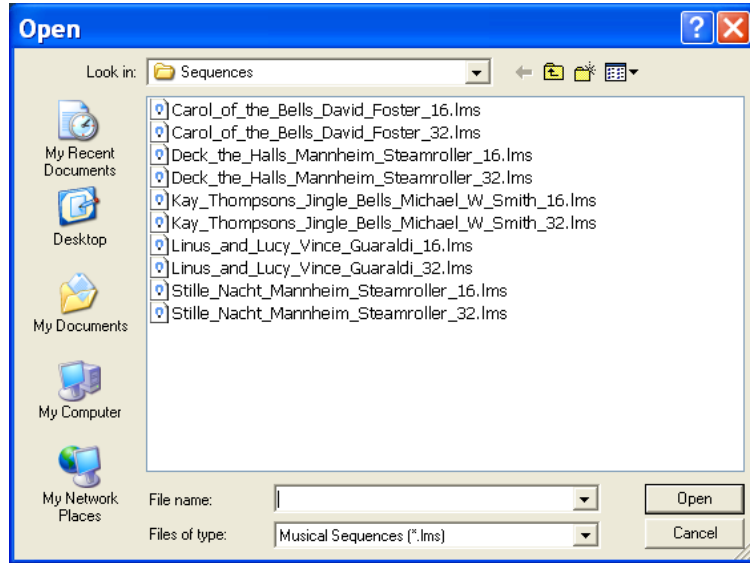 Open
Look in: Sequences
Carol_of_the_Bells_David_Foster_16.lms
Carol_of_the_Bells_David_Foster_32.lms
Deck_the_Halls_Mannheim_Steamroller_16.lms
Deck_the_Halls_Mannheim_Steamroller_32.lms
Kay_Thompsons_Jingle_Bells_Michael_W_Smith_16.lms
Kay_Thompsons_Jingle_Bells_Michael_W_Smith_32.lms
Linus_and_Lucy_Vince_Guaraldi_16.lms
Linus_and_Lucy_Vince_Guaraldi_32.lms
Stille_Nacht_Mannheim_Steamroller_16.lms
Stille_Nacht_Mannheim_Steamroller_32.lms
My Recent
Documents
Desktop
My Documents
My Computer
My Network
Places
File name: Open
Files of type: Musical Sequences (*.lms) Cancel